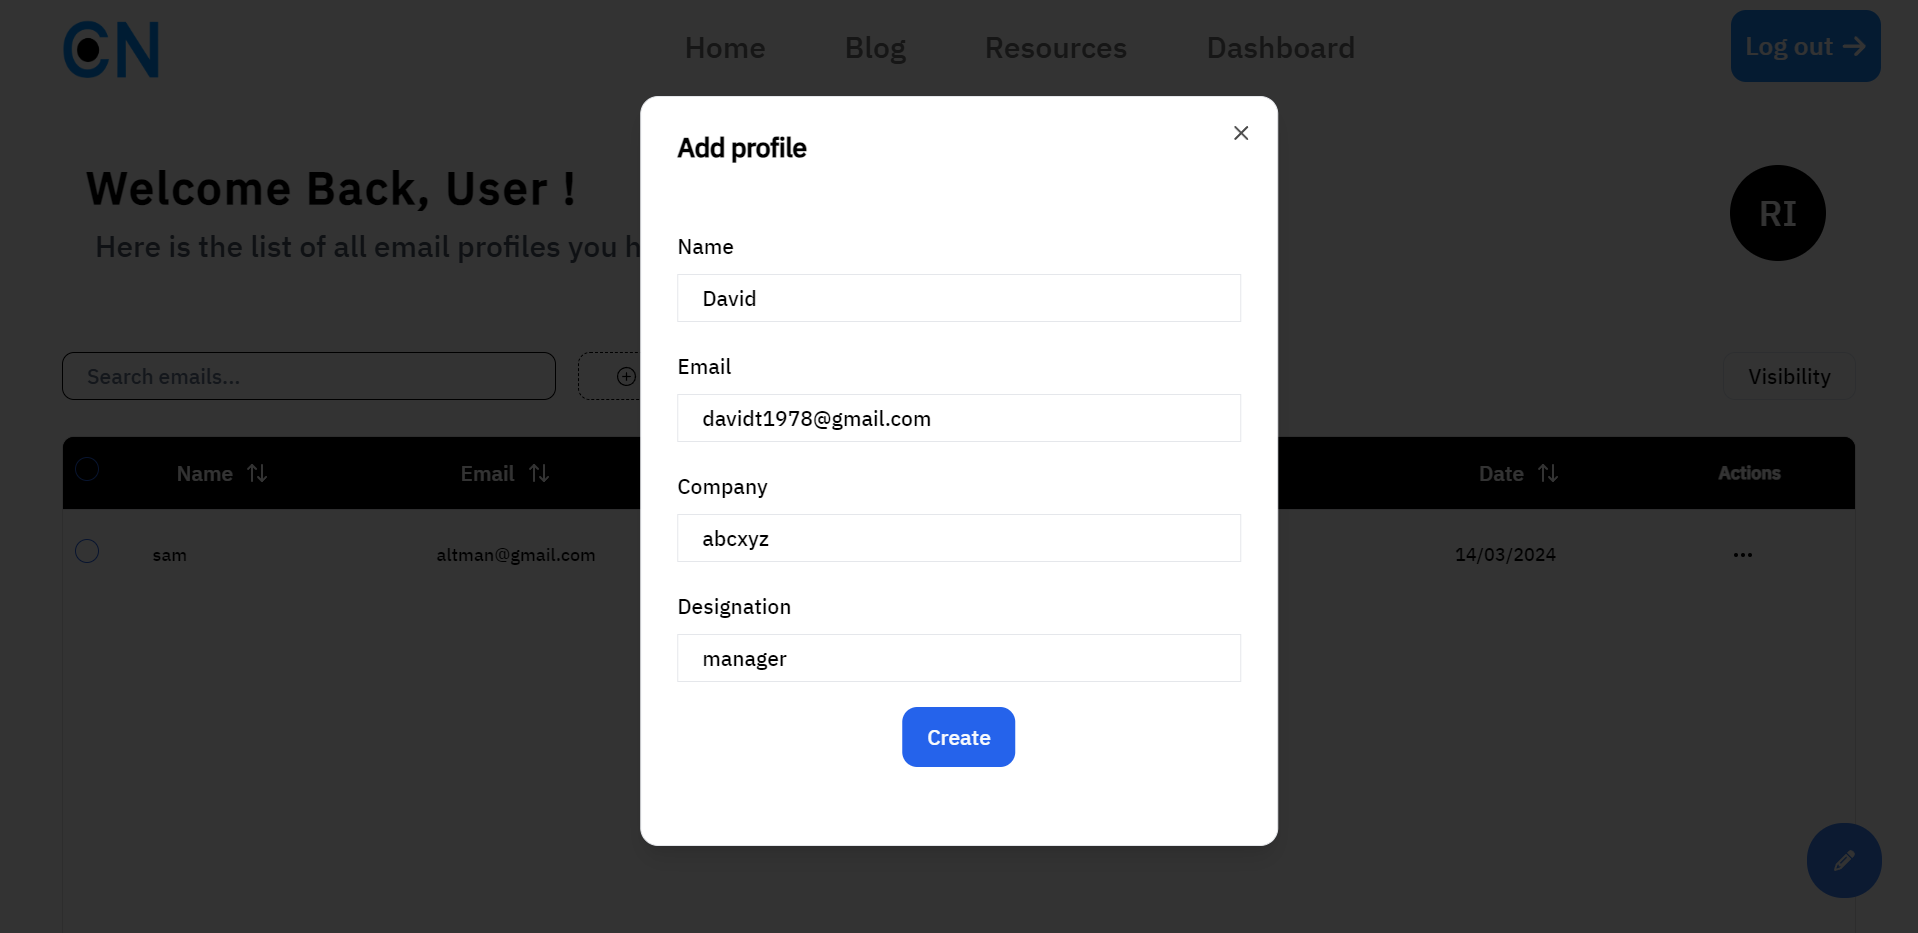 CN
Home Blog Resources Dashboard
Log out
Add profile
Welcome Back, User !
RI
Here is the list of all email profiles you h
Name
David
Email
davidt1978@gmail.com
Search emails...
Visibility
Company
abcxyz
Name Email Date Actions
sam altman@gmail.com 14/03/2024
Designation
manager
Create